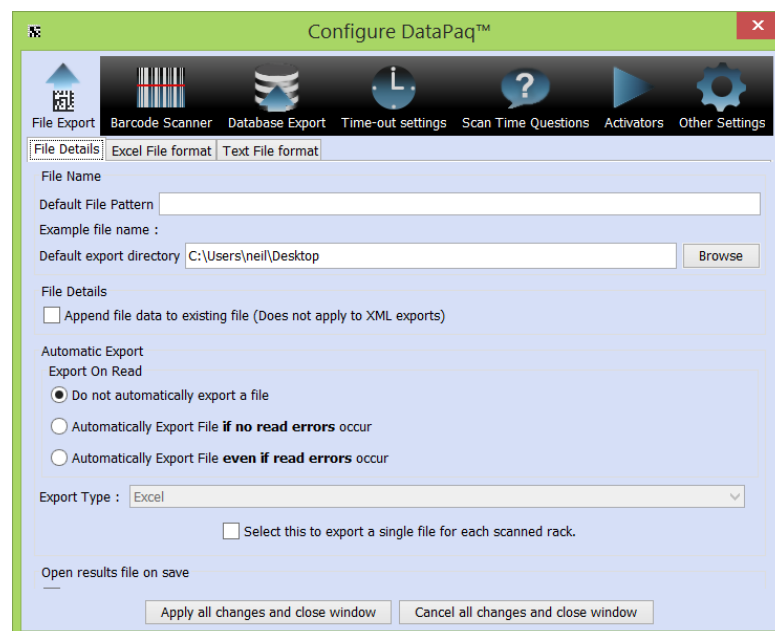 Configure DataPaq™
File Export Barcode Scanner Database Export Time-out settings Scan Time Questions Activators Other Settings
File Details Excel File format Text File format
File Name
Default File Pattern
Example file name :
Default export directory C:\Users\neil\Desktop Browse
File Details
Append file data to existing file (Does not apply to XML exports)
Automatic Export
Export On Read
Do not automatically export a file
Automatically Export File if no read errors occur
Automatically Export File even if read errors occur
Export Type : Excel
Select this to export a single file for each scanned rack.
Open results file on save
Apply all changes and close window Cancel all changes and close window